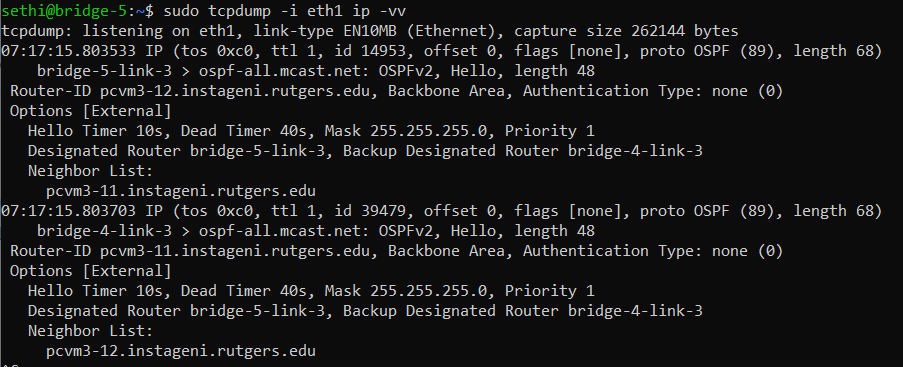 sethi@bridge-5:~$ sudo tcpdump -i eth1 ip -vv
tcpdump: listening on eth1, link-type EN10MB (Ethernet), capture size 262144 bytes
07:17:15.803533 IP (tos 0xc0, ttl 1, id 14953, offset 0, flags [none], proto OSPF (89), length 68)
    bridge-5-link-3 > ospf-all.mcast.net: OSPFv2, Hello, length 48
 Router-ID pcvm3-12.instageni.rutgers.edu, Backbone Area, Authentication Type: none (0)
 Options [External]
   Hello Timer 10s, Dead Timer 40s, Mask 255.255.255.0, Priority 1
   Designated Router bridge-5-link-3, Backup Designated Router bridge-4-link-3
   Neighbor List:
     pcvm3-11.instageni.rutgers.edu
07:17:15.803703 IP (tos 0xc0, ttl 1, id 39479, offset 0, flags [none], proto OSPF (89), length 68)
    bridge-4-link-3 > ospf-all.mcast.net: OSPFv2, Hello, length 48
 Router-ID pcvm3-11.instageni.rutgers.edu, Backbone Area, Authentication Type: none (0)
 Options [External]
   Hello Timer 10s, Dead Timer 40s, Mask 255.255.255.0, Priority 1
   Designated Router bridge-5-link-3, Backup Designated Router bridge-4-link-3
   Neighbor List:
     pcvm3-12.instageni.rutgers.edu